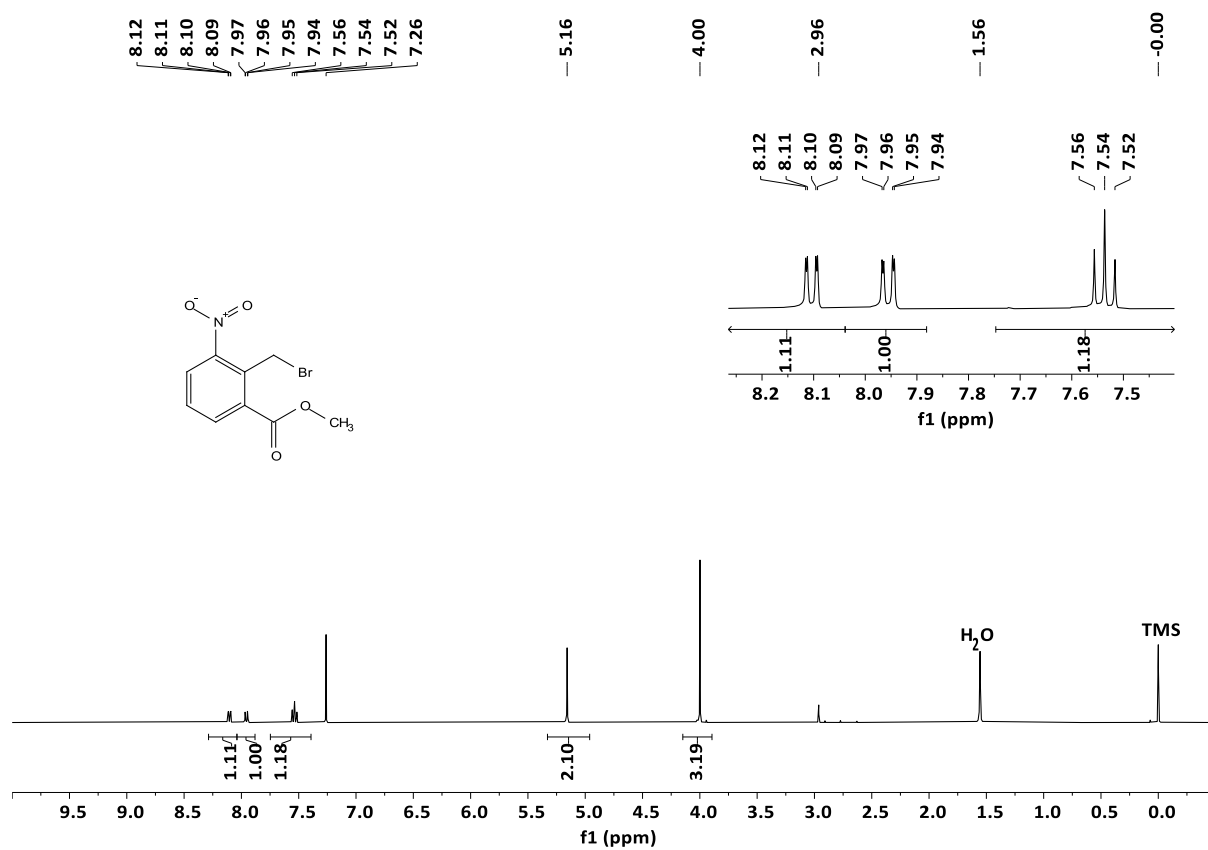 8.12 8.11 8.10 8.09 7.97 7.96 7.95 7.94 7.56 7.54 7.52 7.26 5.16 4.00 2.96 1.56 -0.00
8.12 8.11 8.10 8.09 7.97 7.96 7.95 7.94 7.56 7.54 7.52
1.11 1.00 1.18
8.2 8.1 8.0 7.9 7.8 7.7 7.6 7.5
f1 (ppm)
O- O
N+
Br
O CH3
O
H2O TMS
1.11 1.00 1.18 2.10 3.19
9.5 9.0 8.5 8.0 7.5 7.0 6.5 6.0 5.5 5.0 4.5 4.0 3.5 3.0 2.5 2.0 1.5 1.0 0.5 0.0
f1 (ppm)